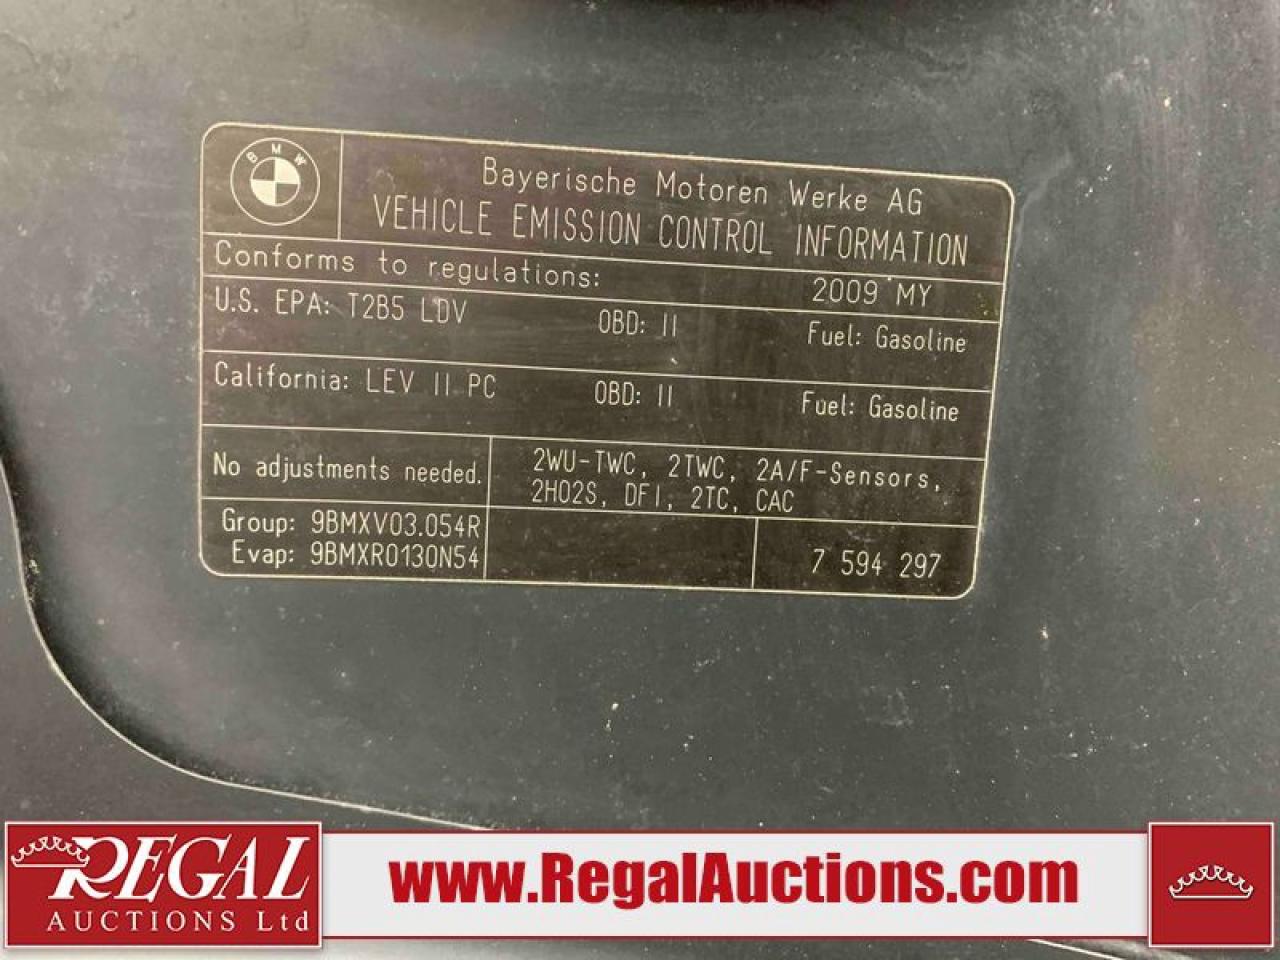 BMW
Bayerische Motoren Werke AG
VEHICLE EMISSION CONTROL INFORMATION
Conforms to regulations: 2009 MY
U.S. EPA: T2B5 LDV OBD: II Fuel: Gasoline
California: LEV II PC OBD: II Fuel: Gasoline
No adjustments needed.
2WU-TWC, 2TWC, 2A/F-Sensors,
2HO2S, DFI, 2TC, CAC
Group: 9BMXV03.054R
Evap: 9BMXR0130N54
7 594 297
REGAL
AUCTIONS Ltd
www.RegalAuctions.com